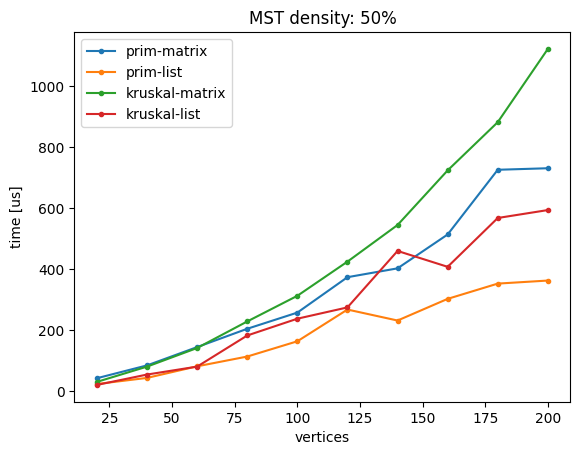 MST density: 50%
prim-matrix
prim-list
kruskal-matrix
kruskal-list
time [us]
1000
800
600
400
200
0
25
50
75
100
125
150
175
200
vertices